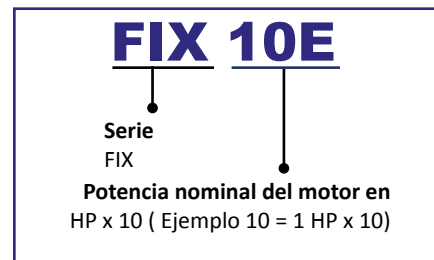 FIX 10E
Serie
FIX
Potencia nominal del motor en
HP x 10 ( Ejemplo 10 = 1 HP x 10)